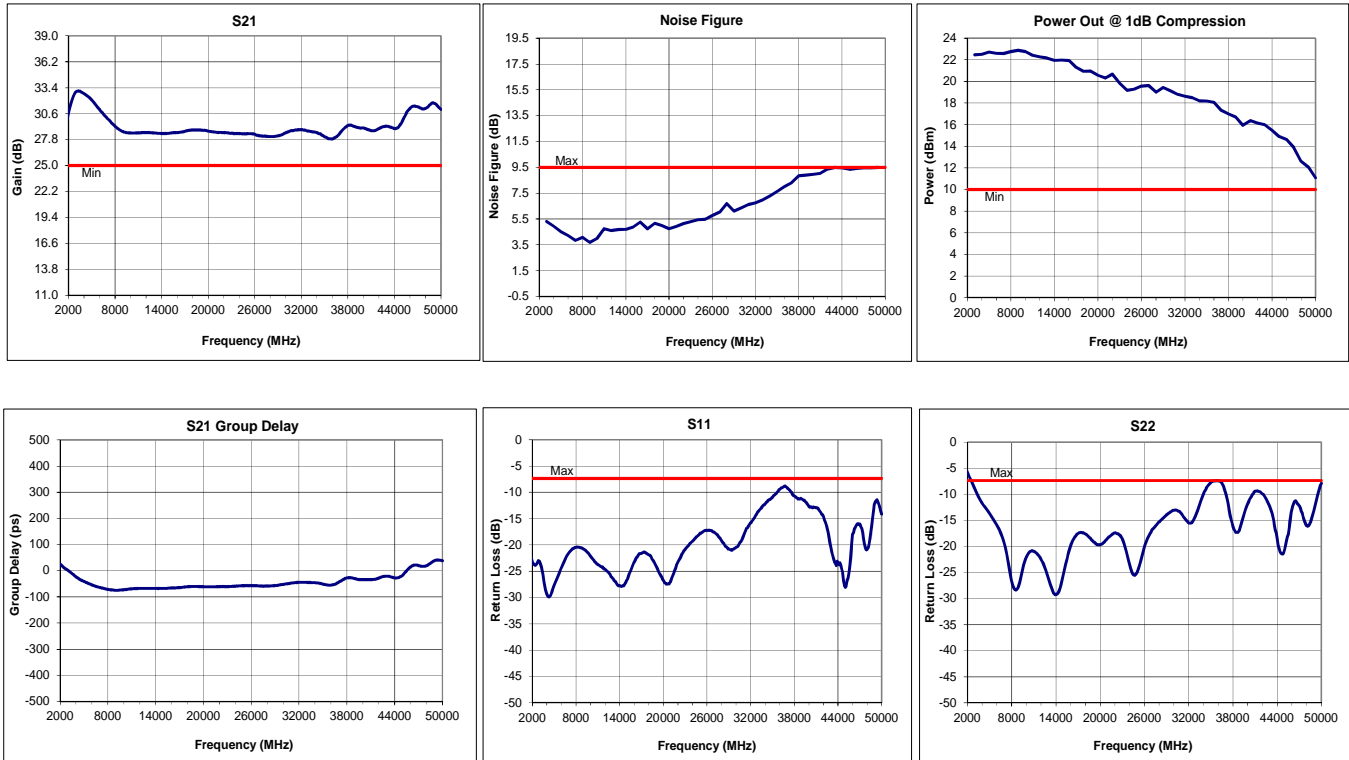 S21
Gain (dB)
39.0
36.2
33.4
30.6
27.8
25.0
22.2
19.4
16.6
13.8
11.0
Min
2000 8000 14000 20000 26000 32000 38000 44000 50000
Frequency (MHz)
Noise Figure
Noise Figure (dB)
19.5
17.5
15.5
13.5
11.5
9.5
7.5
5.5
3.5
1.5
-0.5
Max
2000 8000 14000 20000 26000 32000 38000 44000 50000
Frequency (MHz)
Power Out @ 1dB Compression
Power (dBm)
24
22
20
18
16
14
12
10
8
6
4
2
0
Min
2000 8000 14000 20000 26000 32000 38000 44000 50000
Frequency (MHz)
S21 Group Delay
Group Delay (ps)
500
400
300
200
100
0
-100
-200
-300
-400
-500
2000 8000 14000 20000 26000 32000 38000 44000 50000
Frequency (MHz)
S11
Return Loss (dB)
0
-5
-10
-15
-20
-25
-30
-35
-40
-45
-50
Max
2000 8000 14000 20000 26000 32000 38000 44000 50000
Frequency (MHz)
S22
Return Loss (dB)
0
-5
-10
-15
-20
-25
-30
-35
-40
-45
-50
Max
2000 8000 14000 20000 26000 32000 38000 44000 50000
Frequency (MHz)